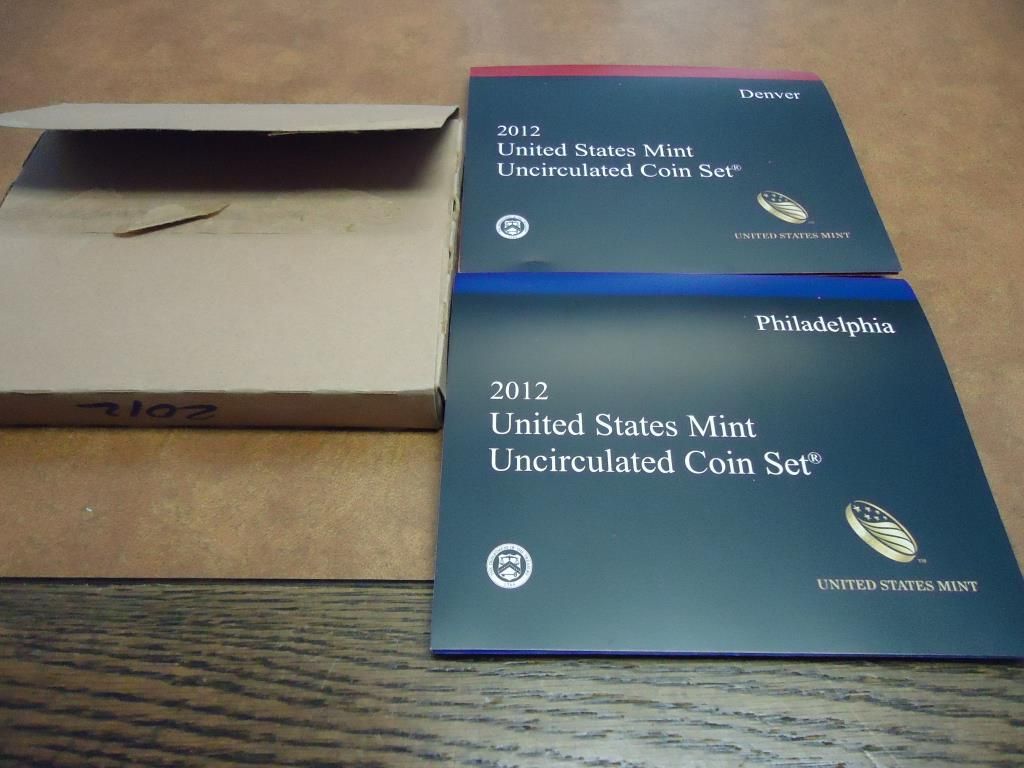 Denver
2012
United States Mint
Uncirculated Coin Set®
UNITED STATES MINT
Philadelphia
2012
United States Mint
Uncirculated Coin Set®
UNITED STATES MINT
2012